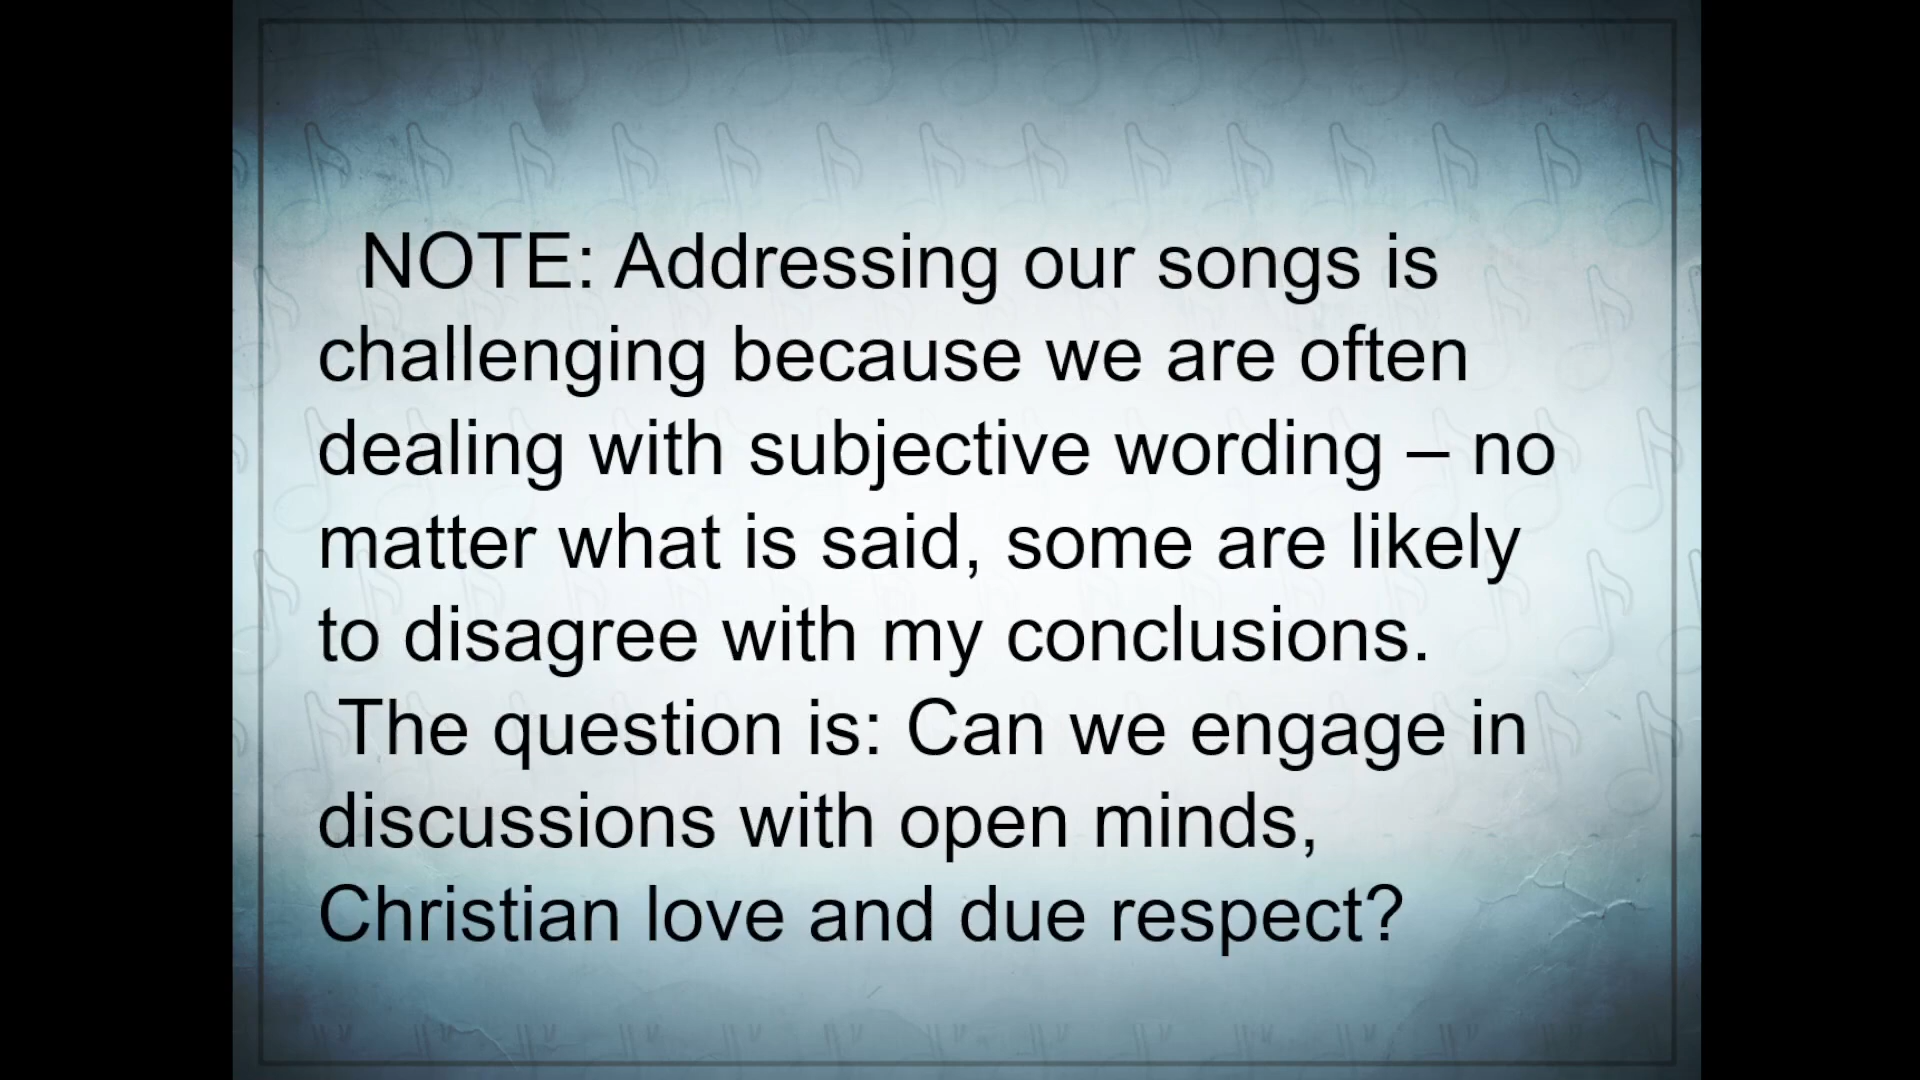 NOTE: Addressing our songs is
challenging because we are often
dealing with subjective wording – no
matter what is said, some are likely
to disagree with my conclusions.
The question is: Can we engage in
discussions with open minds,
Christian love and due respect?